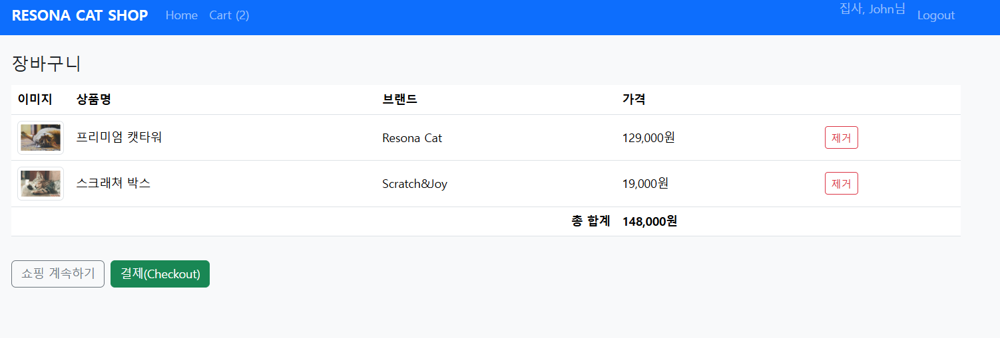 RESONA CAT SHOP Home Cart (2) 집사, John님 Logout
장바구니
이미지 상품명 브랜드 가격
프리미엄 캣타워 Resona Cat 129,000원 제거
스크래쳐 박스 Scratch&Joy 19,000원 제거
총 합계 148,000원
쇼핑 계속하기 결제(Checkout)